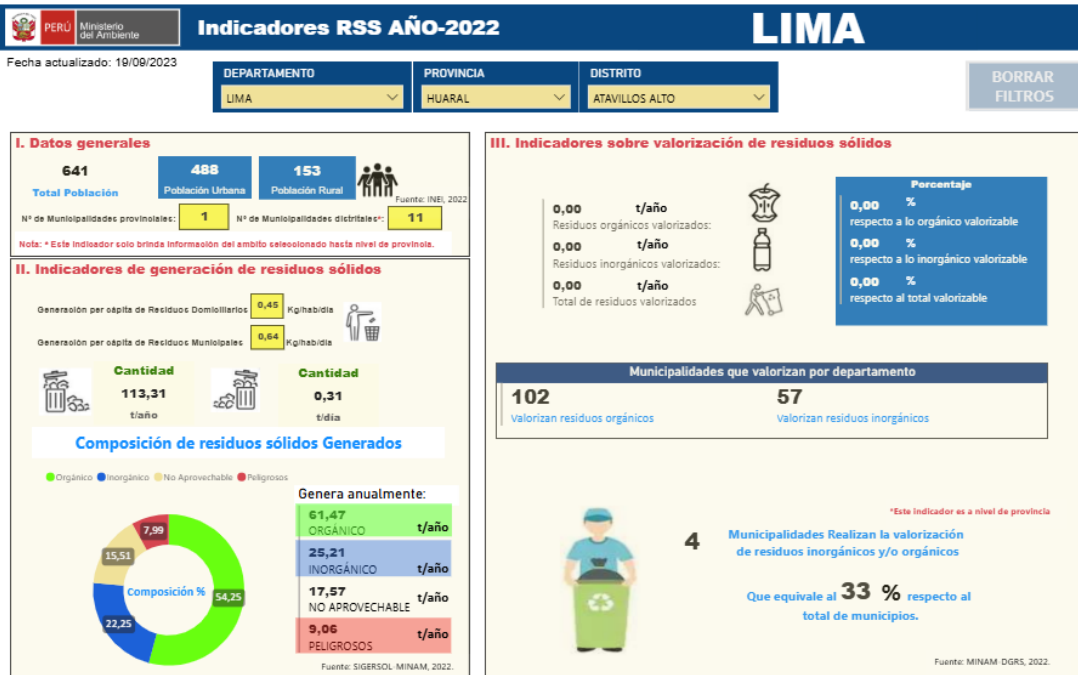 PERÚ
Ministerio
del Ambiente
Indicadores RSS AÑO-2022
LIMA
Fecha actualizado: 19/09/2023
DEPARTAMENTO
LIMA
PROVINCIA
HUARAL
DISTRITO
ATAVILLOS ALTO
BORRAR
FILTROS
I. Datos generales
641
Total Población
488
Población Urbana
153
Población Rural
Fuente: INEI, 2022
Nº de Municipalidades provinciales:
1
Nº de Municipalidades distritales*:
11
Nota: * Este indicador solo brinda información del ambito seleccionado hasta nivel de provincia.
II. Indicadores de generación de residuos sólidos
Generación per cápita de Residuos Domiciliarios
0,45
Kg/hab/día
Generación per cápita de Residuos Municipales
0,64
Kg/hab/día
Cantidad
113,31
t/año
Cantidad
0,31
t/día
Composición de residuos sólidos Generados
Orgánico Inorgánico No Aprovechable Peligrosos
Composición %
7,99
15,51
22,25
54,25
Genera anualmente:
61,47
ORGÁNICO t/año
25,21
INORGÁNICO t/año
17,57
NO APROVECHABLE t/año
9,06
PELIGROSOS t/año
Fuente: SIGERSOL-MINAM, 2022.
III. Indicadores sobre valorización de residuos sólidos
0,00 t/año
Residuos orgánicos valorizados:
0,00 t/año
Residuos inorgánicos valorizados:
0,00 t/año
Total de residuos valorizados
Porcentaje
0,00 %
respecto a lo orgánico valorizable
0,00 %
respecto a lo inorgánico valorizable
0,00 %
respecto al total valorizable
Municipalidades que valorizan por departamento
102
Valorizan residuos orgánicos
57
Valorizan residuos inorgánicos
*Este indicador es a nivel de provincia
4
Municipalidades Realizan la valorización
de residuos inorgánicos y/o orgánicos
Que equivale al 33 % respecto al
total de municipios.
Fuente: MINAM-DGRS, 2022.